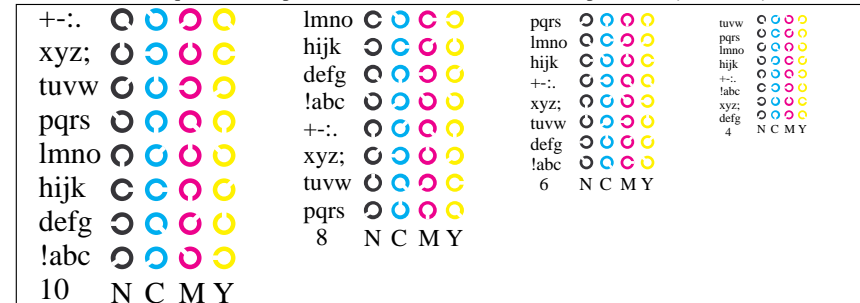 +-:.
xyz;
tuvw
pqrs
lmno
hijk
defg
!abc
10 N C M Y
lmno
hijk
defg
!abc
+-:.
xyz;
tuvw
pqrs
8 N C M Y
pqrs
lmno
hijk
+-:.
xyz;
tuvw
defg
!abc
6 N C M Y
tuvw
pqrs
lmno
hijk
+-:.
!abc
xyz;
defg
4 N C M Y